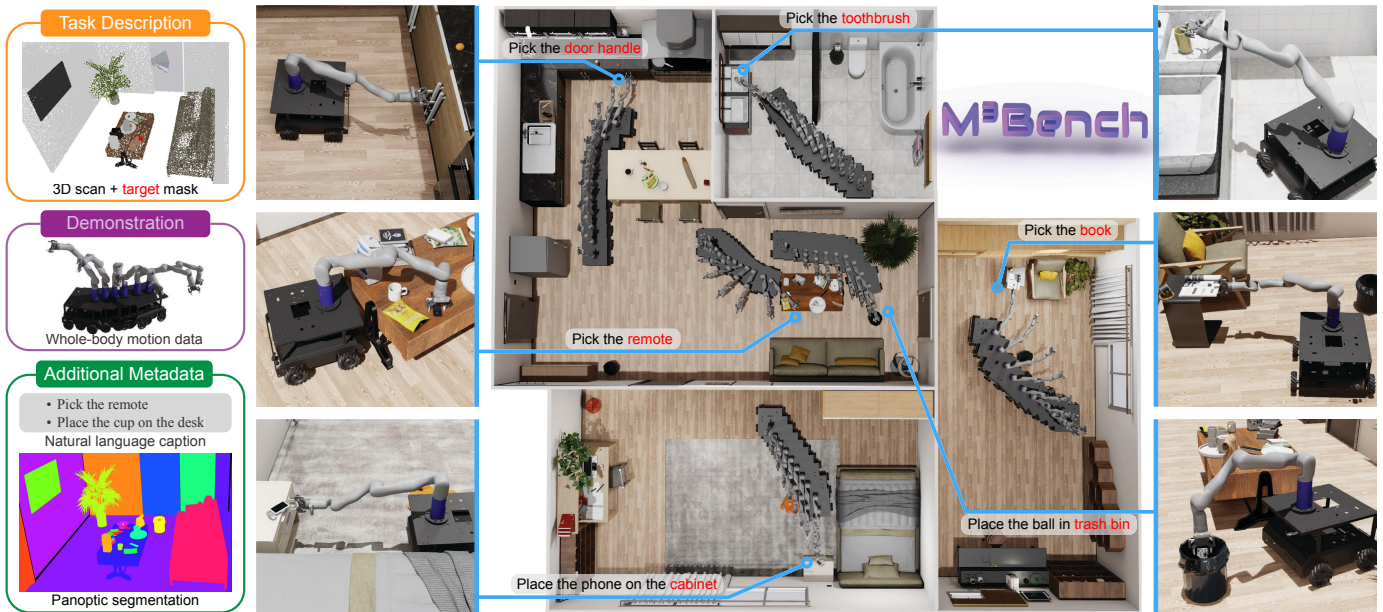 Task Description
3D scan + target mask
Demonstration
Whole-body motion data
Additional Metadata
• Pick the remote
• Place the cup on the desk
Natural language caption
Panoptic segmentation
Pick the door handle
Pick the toothbrush
M³Bench
Pick the remote
Pick the book
Place the ball in trash bin
Place the phone on the cabinet